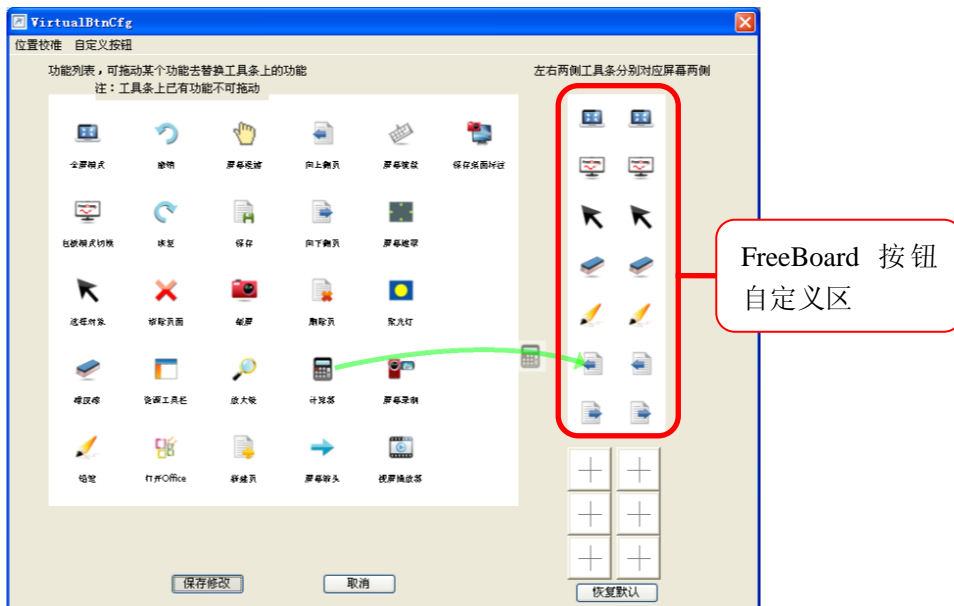 VirtualBtnCfg
位置校准 自定义按钮
功能列表，可拖动某个功能去替换工具条上的功能
注：工具条上已有功能不可拖动
左右两侧工具条分别对应屏幕两侧
全屏模式 撤销 屏幕漫游 向上翻页 屏幕键盘 保存桌面标注
白板模式切换 恢复 保存 向下翻页 屏幕遮罩
选择对象 清除页面 截屏 删除页 聚光灯
橡皮擦 资源工具栏 放大镜 计算器 屏幕录制
铅笔 打开Office 新建页 屏幕箭头 视屏播放器
FreeBoard 按钮
自定义区
保存修改 取消
恢复默认